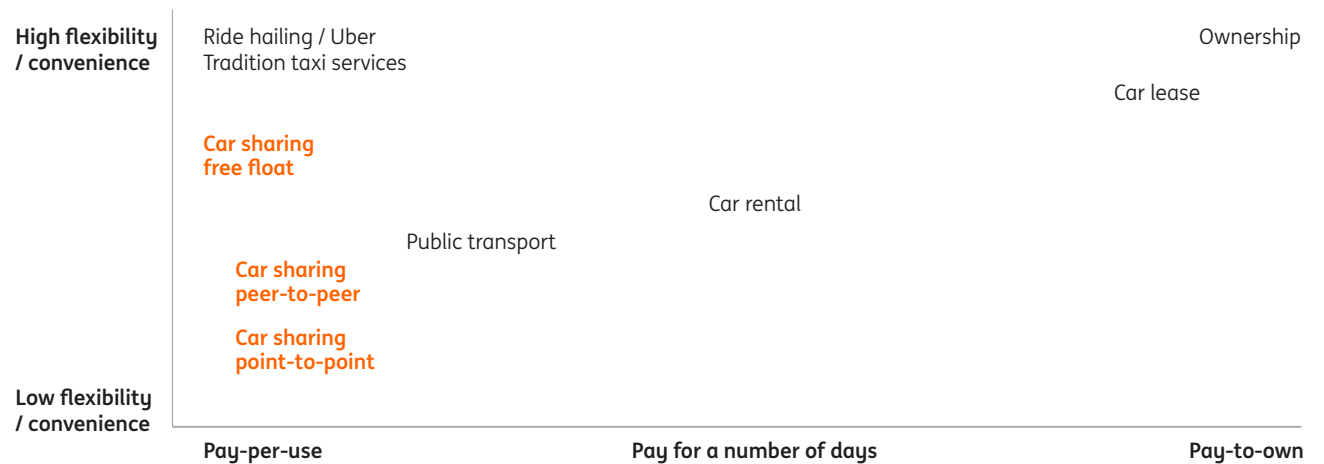 High flexibility
/ convenience
Ride hailing / Uber
Tradition taxi services
Ownership
Car lease
Car sharing
free float
Car rental
Public transport
Car sharing
peer-to-peer
Car sharing
point-to-point
Low flexibility
/ convenience
Pay-per-use
Pay for a number of days
Pay-to-own